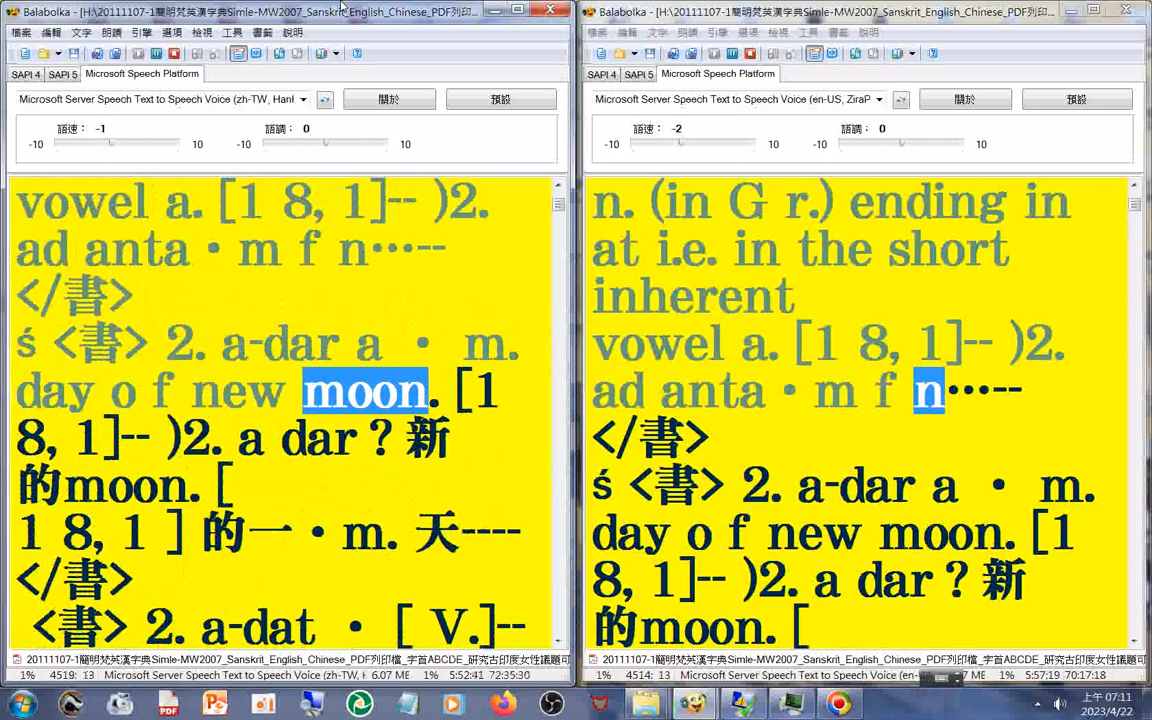 Balabolka - [H:\20111107-1簡明梵英漢字典Simle-MW2007_Sanskrit_English_Chinese_PDF列印...
檔案 編輯 文字 朗讀 引擎 選項 檢視 工具 書籤 說明
SAPI 4 SAPI 5 Microsoft Speech Platform
Microsoft Server Speech Text to Speech Voice (zh-TW, Hanl
關於 預設
語速： -1 語調： 0
-10 10 -10 10
vowel a. [1 8, 1]-- )2.
ad anta・m f n…--
</書>
ś <書> 2. a-dar a ・ m.
day o f new moon. [1
8, 1]-- )2. a dar？新
的moon. [
1 8, 1 ] 的一・m. 天----
</書>
<書> 2. a-dat ・ [ V.]--
20111107-1簡明梵英漢字典Simle-MW2007_Sanskrit_English_Chinese_PDF列印檔_字首ABCDE_研究古印度女性議題可
1% 4519: 13 Microsoft Server Speech Text to Speech Voice (zh-TW, H 6.07 ME 1% 5:52:41 72:35:30
Balabolka - [H:\20111107-1簡明梵英漢字典Simle-MW2007_Sanskrit_English_Chinese_PDF列印...
檔案 編輯 文字 朗讀 引擎 選項 檢視 工具 書籤 說明
SAPI 4 SAPI 5 Microsoft Speech Platform
Microsoft Server Speech Text to Speech Voice (en-US, ZiraP
關於 預設
語速： -2 語調： 0
-10 10 -10 10
n. (in G r.) ending in
at i.e. in the short
inherent
vowel a. [1 8, 1]-- )2.
ad anta・m f n…--
</書>
ś <書> 2. a-dar a ・ m.
day o f new moon. [1
8, 1]-- )2. a dar？新
的moon. [
20111107-1簡明梵英漢字典Simle-MW2007_Sanskrit_English_Chinese_PDF列印檔_字首ABCDE_研究古印度女性議題可
1% 4514: 13 Microsoft Server Speech Text to Speech Voice (en-US ME 1% 5:57:19 70:17:18
上午 07:11
2023/4/22